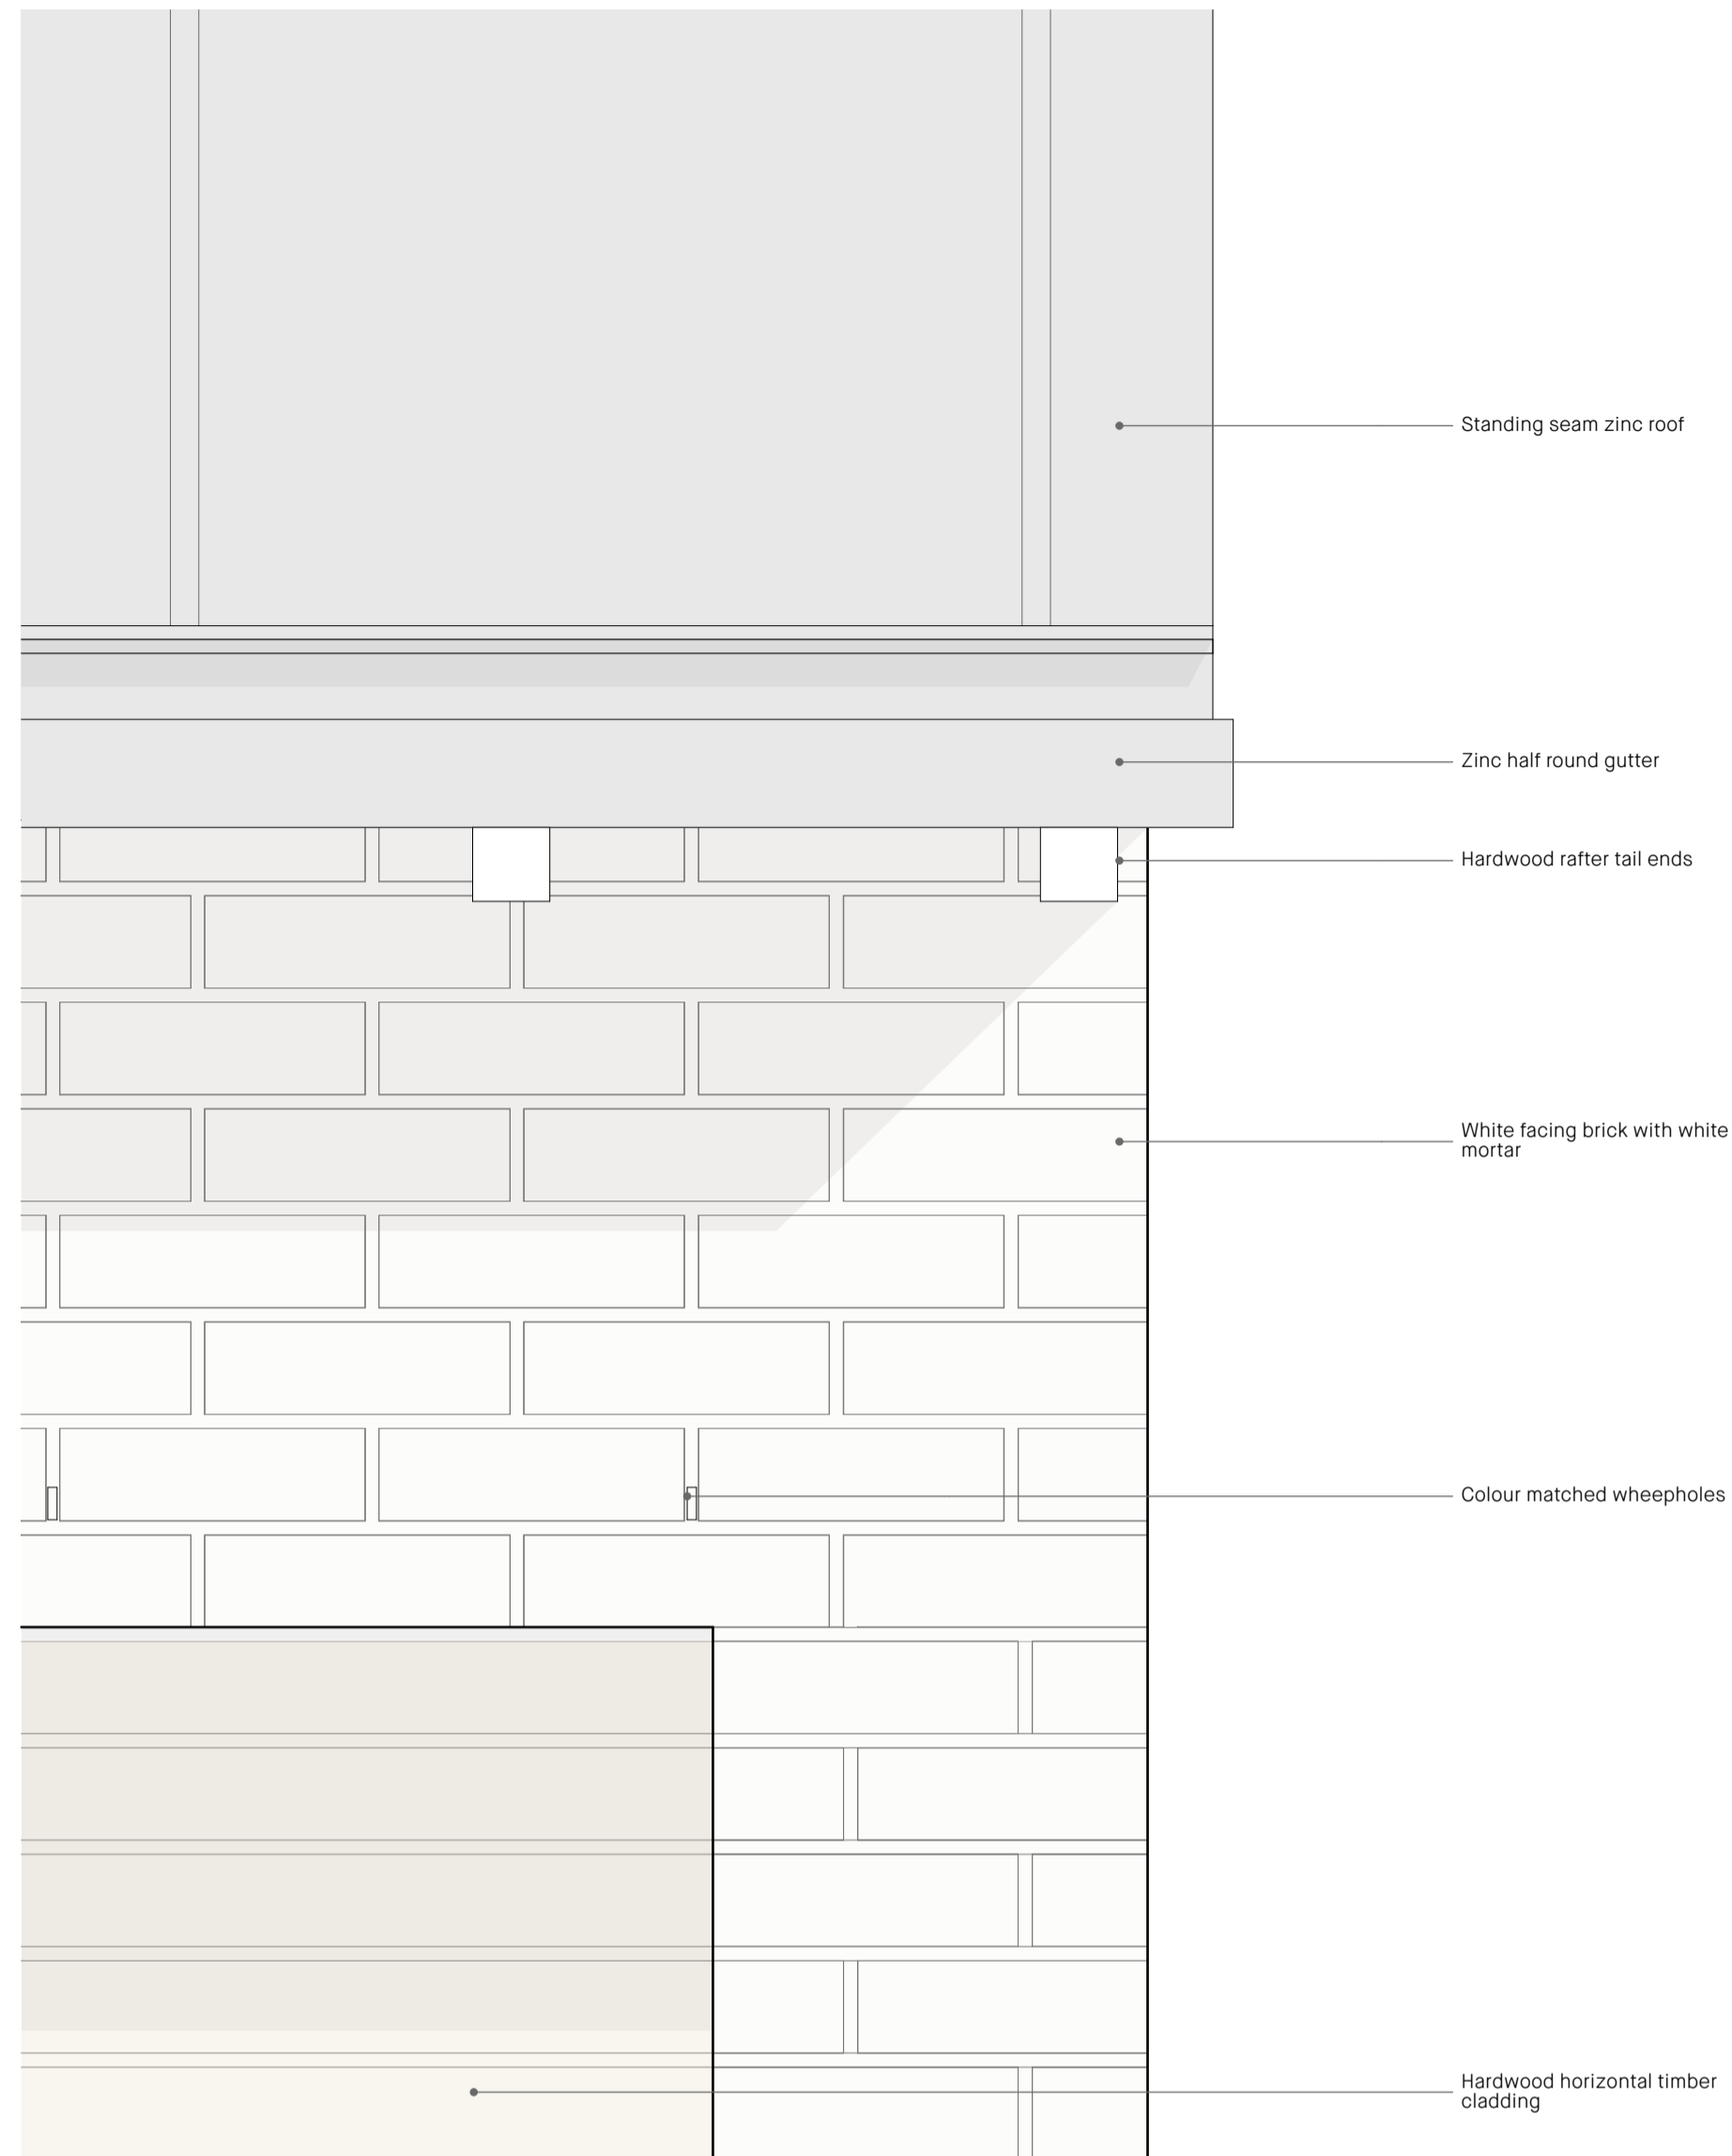 Standing seam zinc roof
Zinc half round gutter
Hardwood rafter tail ends
White facing brick with white
mortar
Colour matched wheepholes
Hardwood horizontal timber
cladding